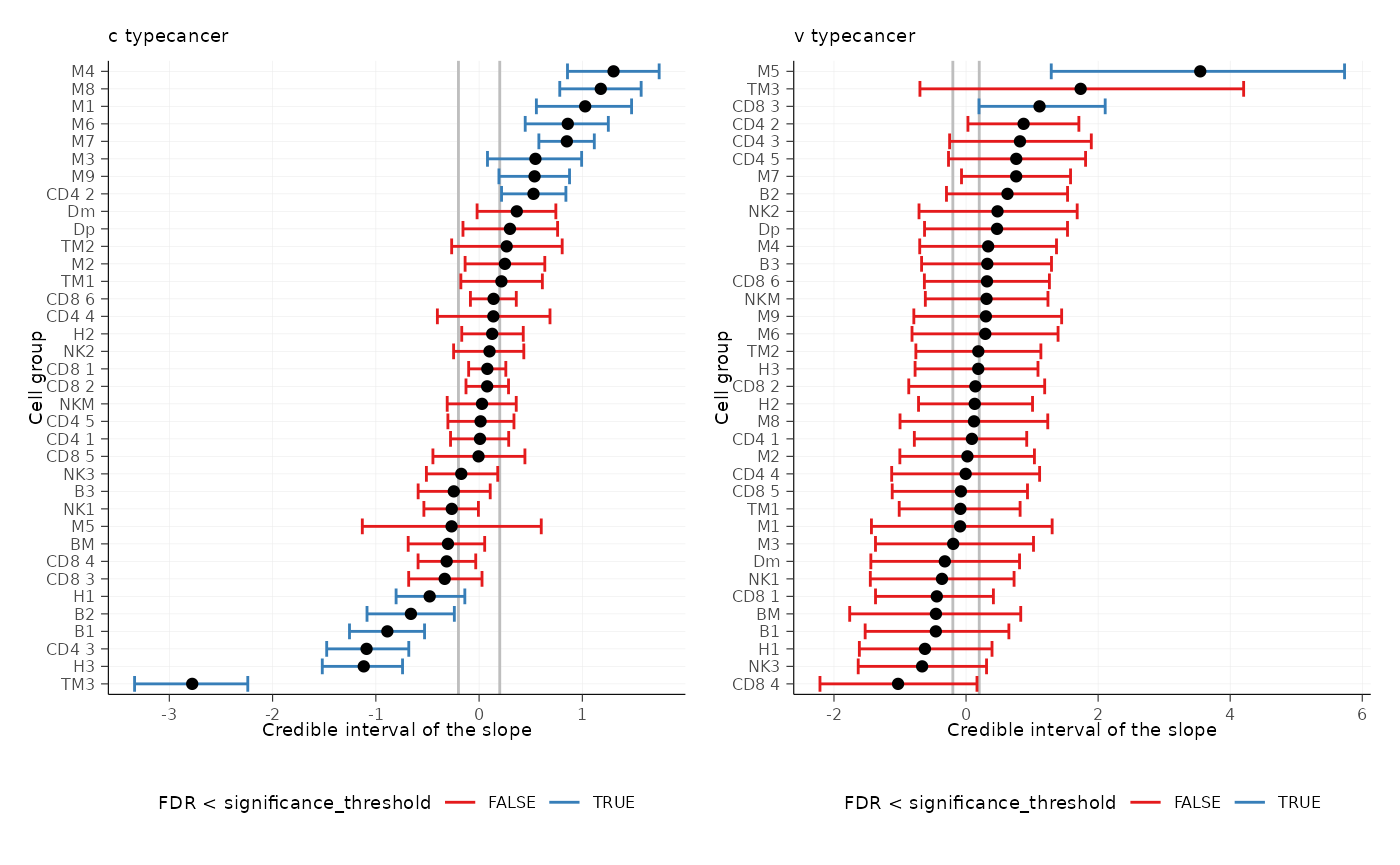 c typecancer
M4
M8
M1
M6
M7
M3
M9
CD4 2
Dm
Dp
TM2
M2
TM1
CD8 6
CD4 4
H2
NK2
CD8 1
CD8 2
NKM
CD4 5
CD4 1
CD8 5
NK3
B3
NK1
M5
BM
CD8 4
CD8 3
H1
B2
B1
CD4 3
H3
TM3
Cell group
-3 -2 -1 0 1
Credible interval of the slope
FDR < significance_threshold FALSE TRUE
v typecancer
M5
TM3
CD8 3
CD4 2
CD4 3
CD4 5
M7
B2
NK2
Dp
M4
B3
CD8 6
NKM
M9
M6
TM2
H3
CD8 2
H2
M8
CD4 1
M2
CD4 4
CD8 5
TM1
M1
M3
Dm
NK1
CD8 1
BM
B1
H1
NK3
CD8 4
Cell group
-2 0 2 4 6
Credible interval of the slope
FDR < significance_threshold FALSE TRUE